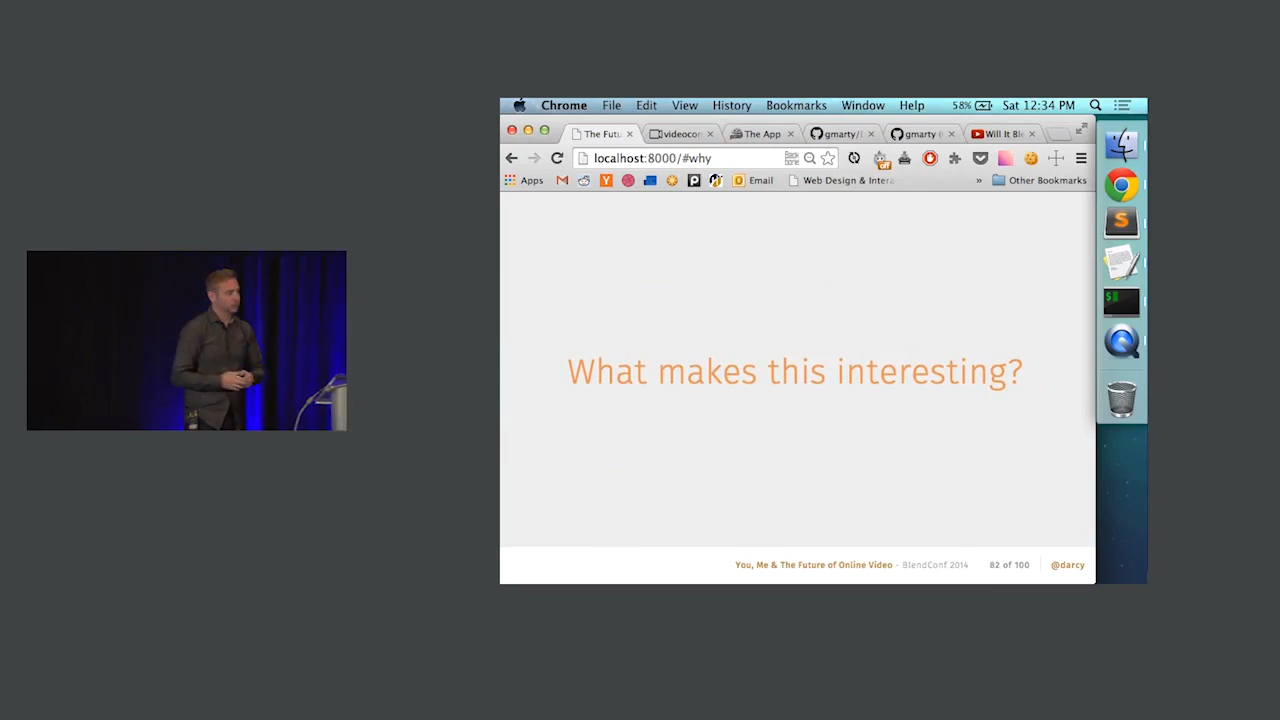 Chrome File Edit View History Bookmarks Window Help 58% Sat 12:34 PM
The Futu videocor The App gmarty/ gmarty Will It Ble
localhost:8000/#why
Apps Email Web Design & Intera » Other Bookmarks
What makes this interesting?
You, Me & The Future of Online Video - BlendConf 2014 82 of 100 @darcy